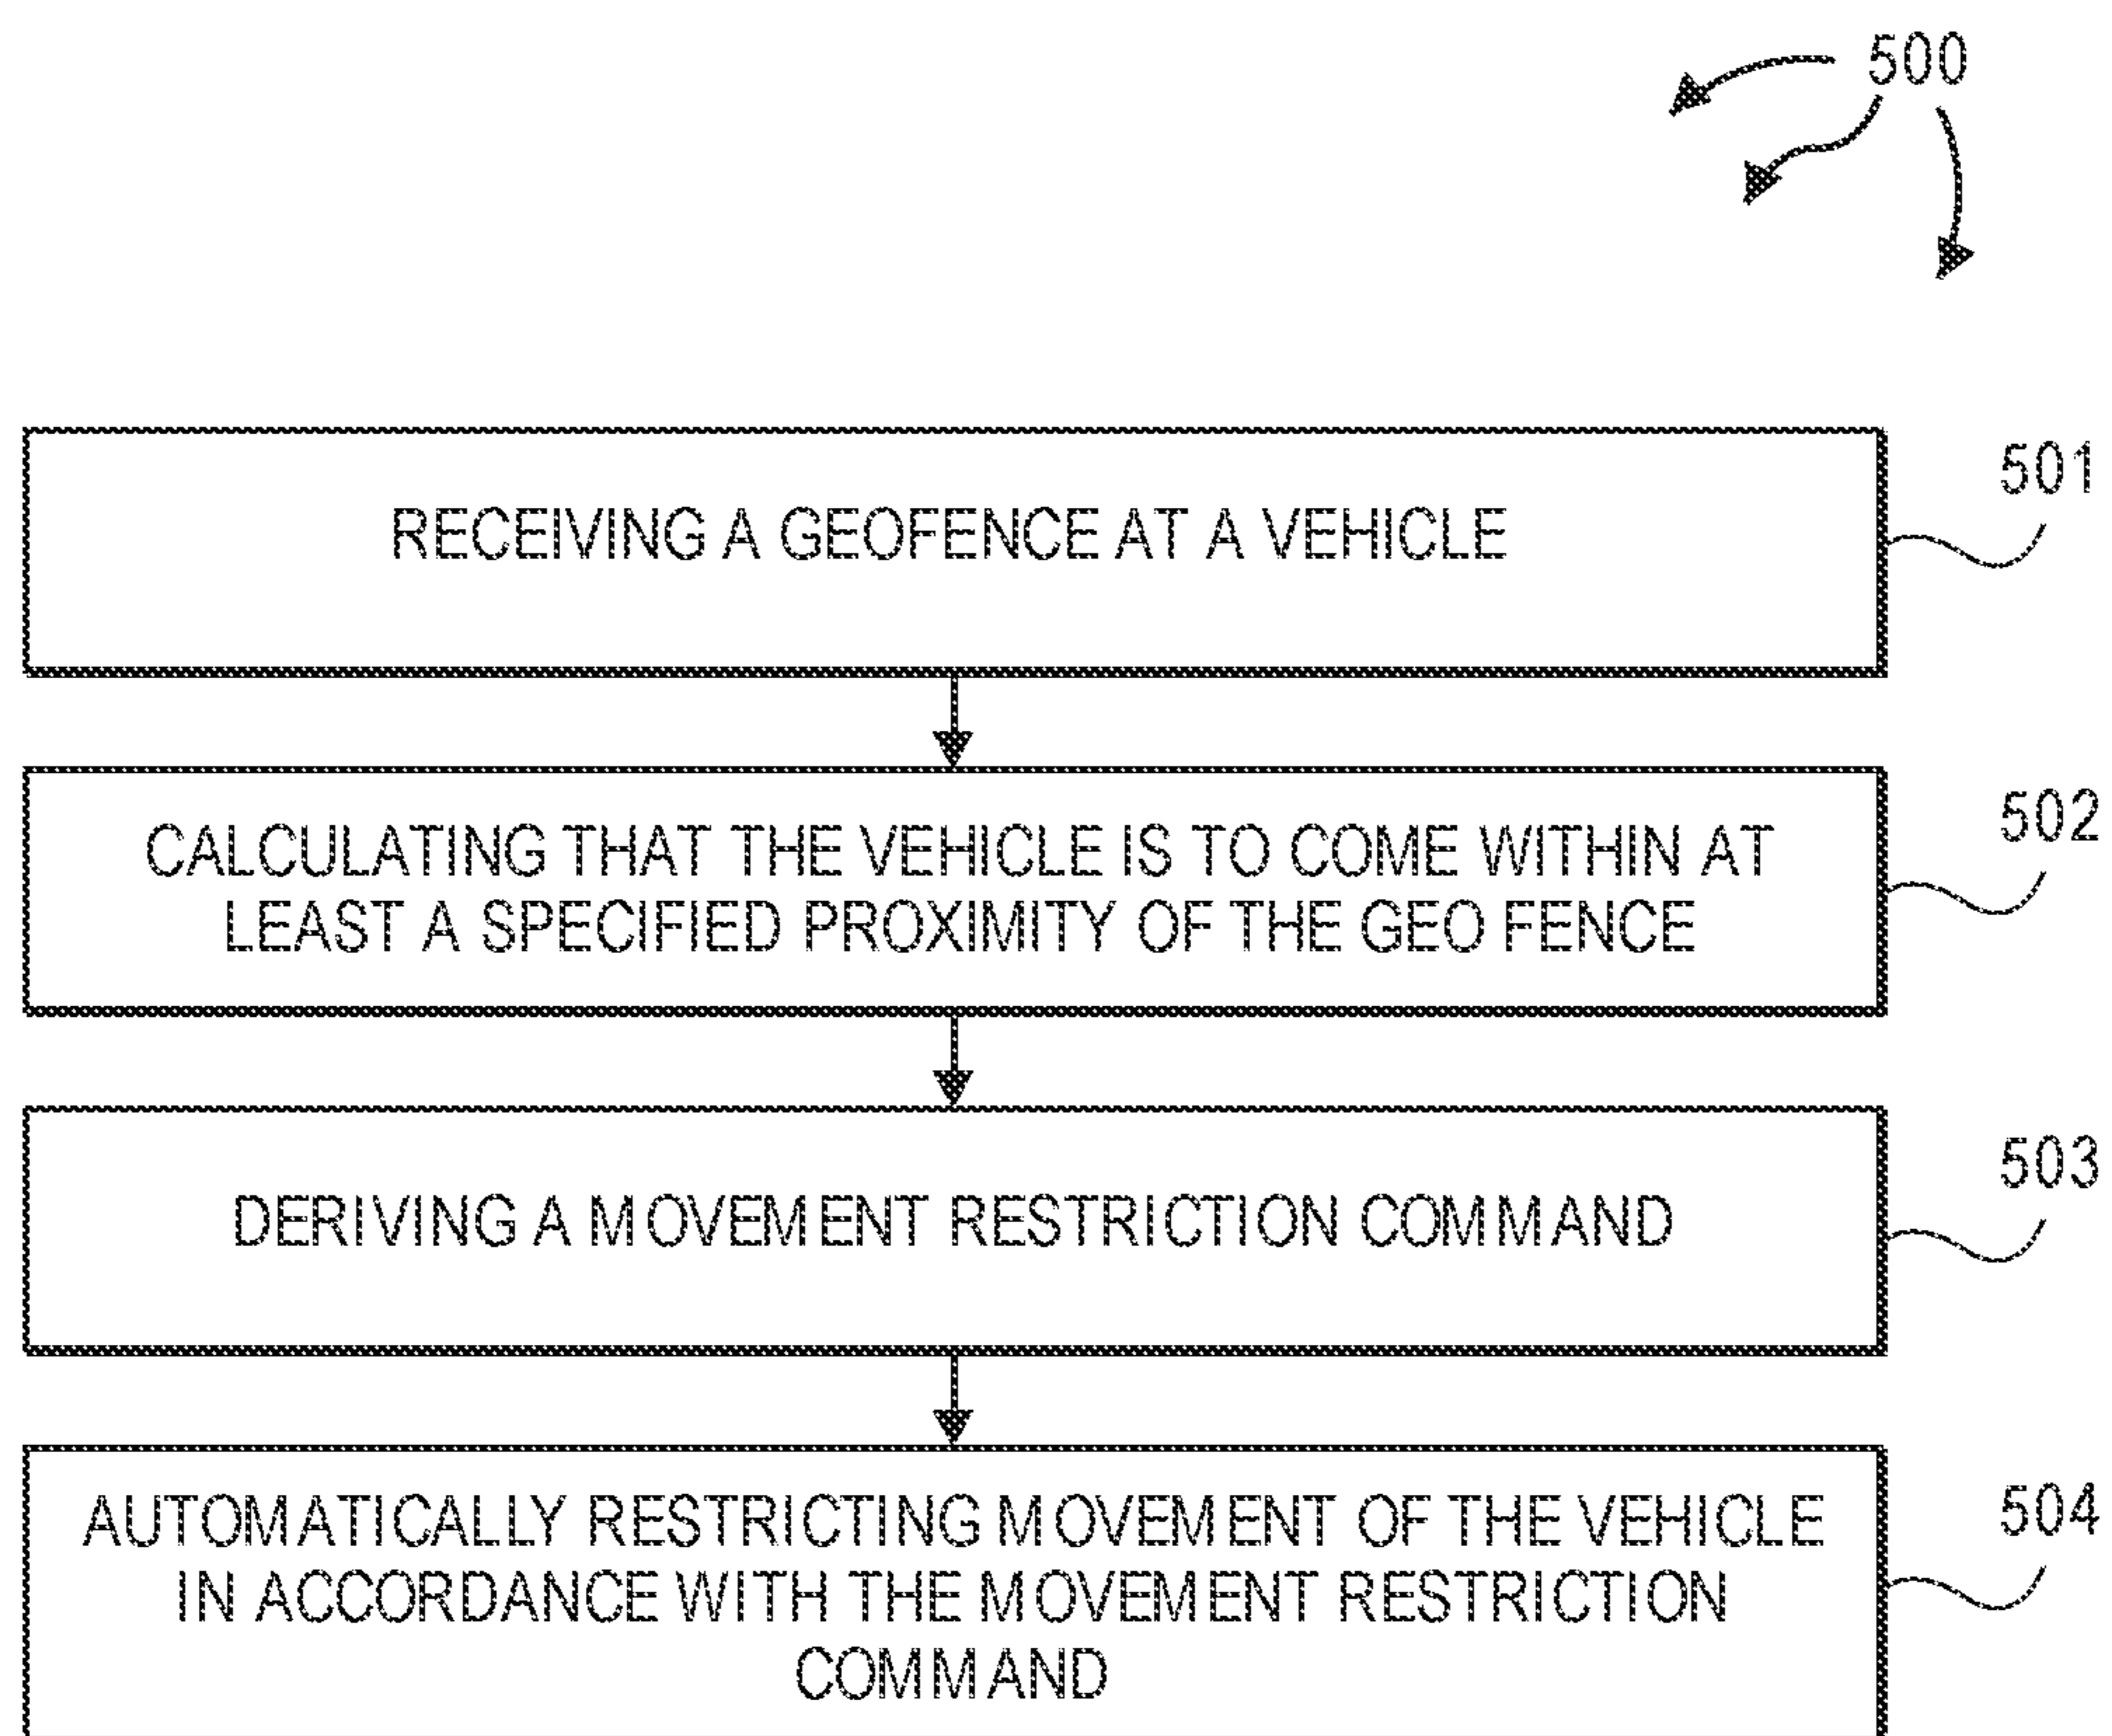 500
RECEIVING A GEOFENCE AT A VEHICLE
501
CALCULATING THAT THE VEHICLE IS TO COME WITHIN AT
LEAST A SPECIFIED PROXIMITY OF THE GEO FENCE
502
DERIVING A MOVEMENT RESTRICTION COMMAND
503
AUTOMATICALLY RESTRICTING MOVEMENT OF THE VEHICLE
IN ACCORDANCE WITH THE MOVEMENT RESTRICTION
COMMAND
504